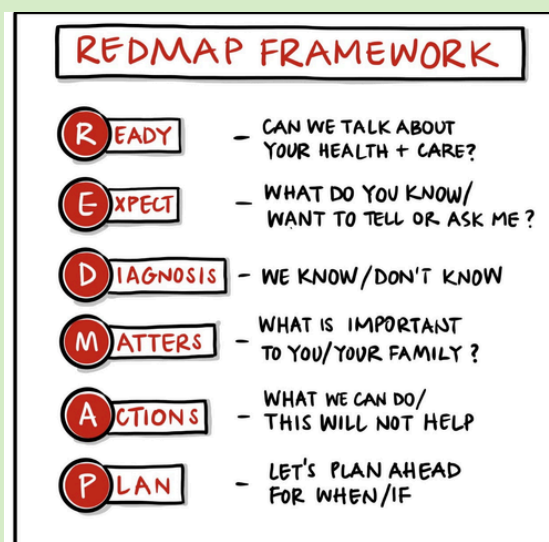 REDMAP FRAMEWORK
READY - CAN WE TALK ABOUT
YOUR HEALTH + CARE?
EXPECT - WHAT DO YOU KNOW/
WANT TO TELL OR ASK ME?
DIAGNOSIS - WE KNOW/DON'T KNOW
MATTERS - WHAT IS IMPORTANT
TO YOU/YOUR FAMILY?
ACTIONS - WHAT WE CAN DO/
THIS WILL NOT HELP
PLAN - LET'S PLAN AHEAD
FOR WHEN/IF